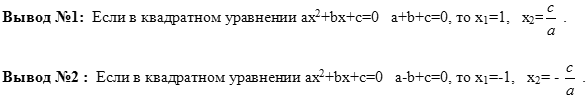 Вывод №1: Если в квадратном уравнении ax²+bx+c=0 a+b+c=0, то x₁=1, x₂=c/a .
Вывод №2 : Если в квадратном уравнении ax²+bx+c=0 a-b+c=0, то x₁=-1, x₂= - c/a .